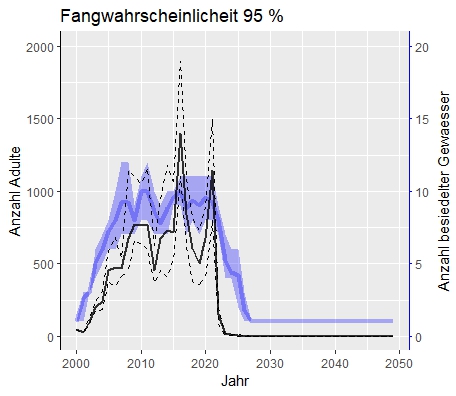 Fangwahrscheinlicheit 95 %
Anzahl Adulte
2000
1500
1000
500
0
20
15
10
5
0
Anzahl besiedelter Gewaesser
2000 2010 2020 2030 2040 2050
Jahr